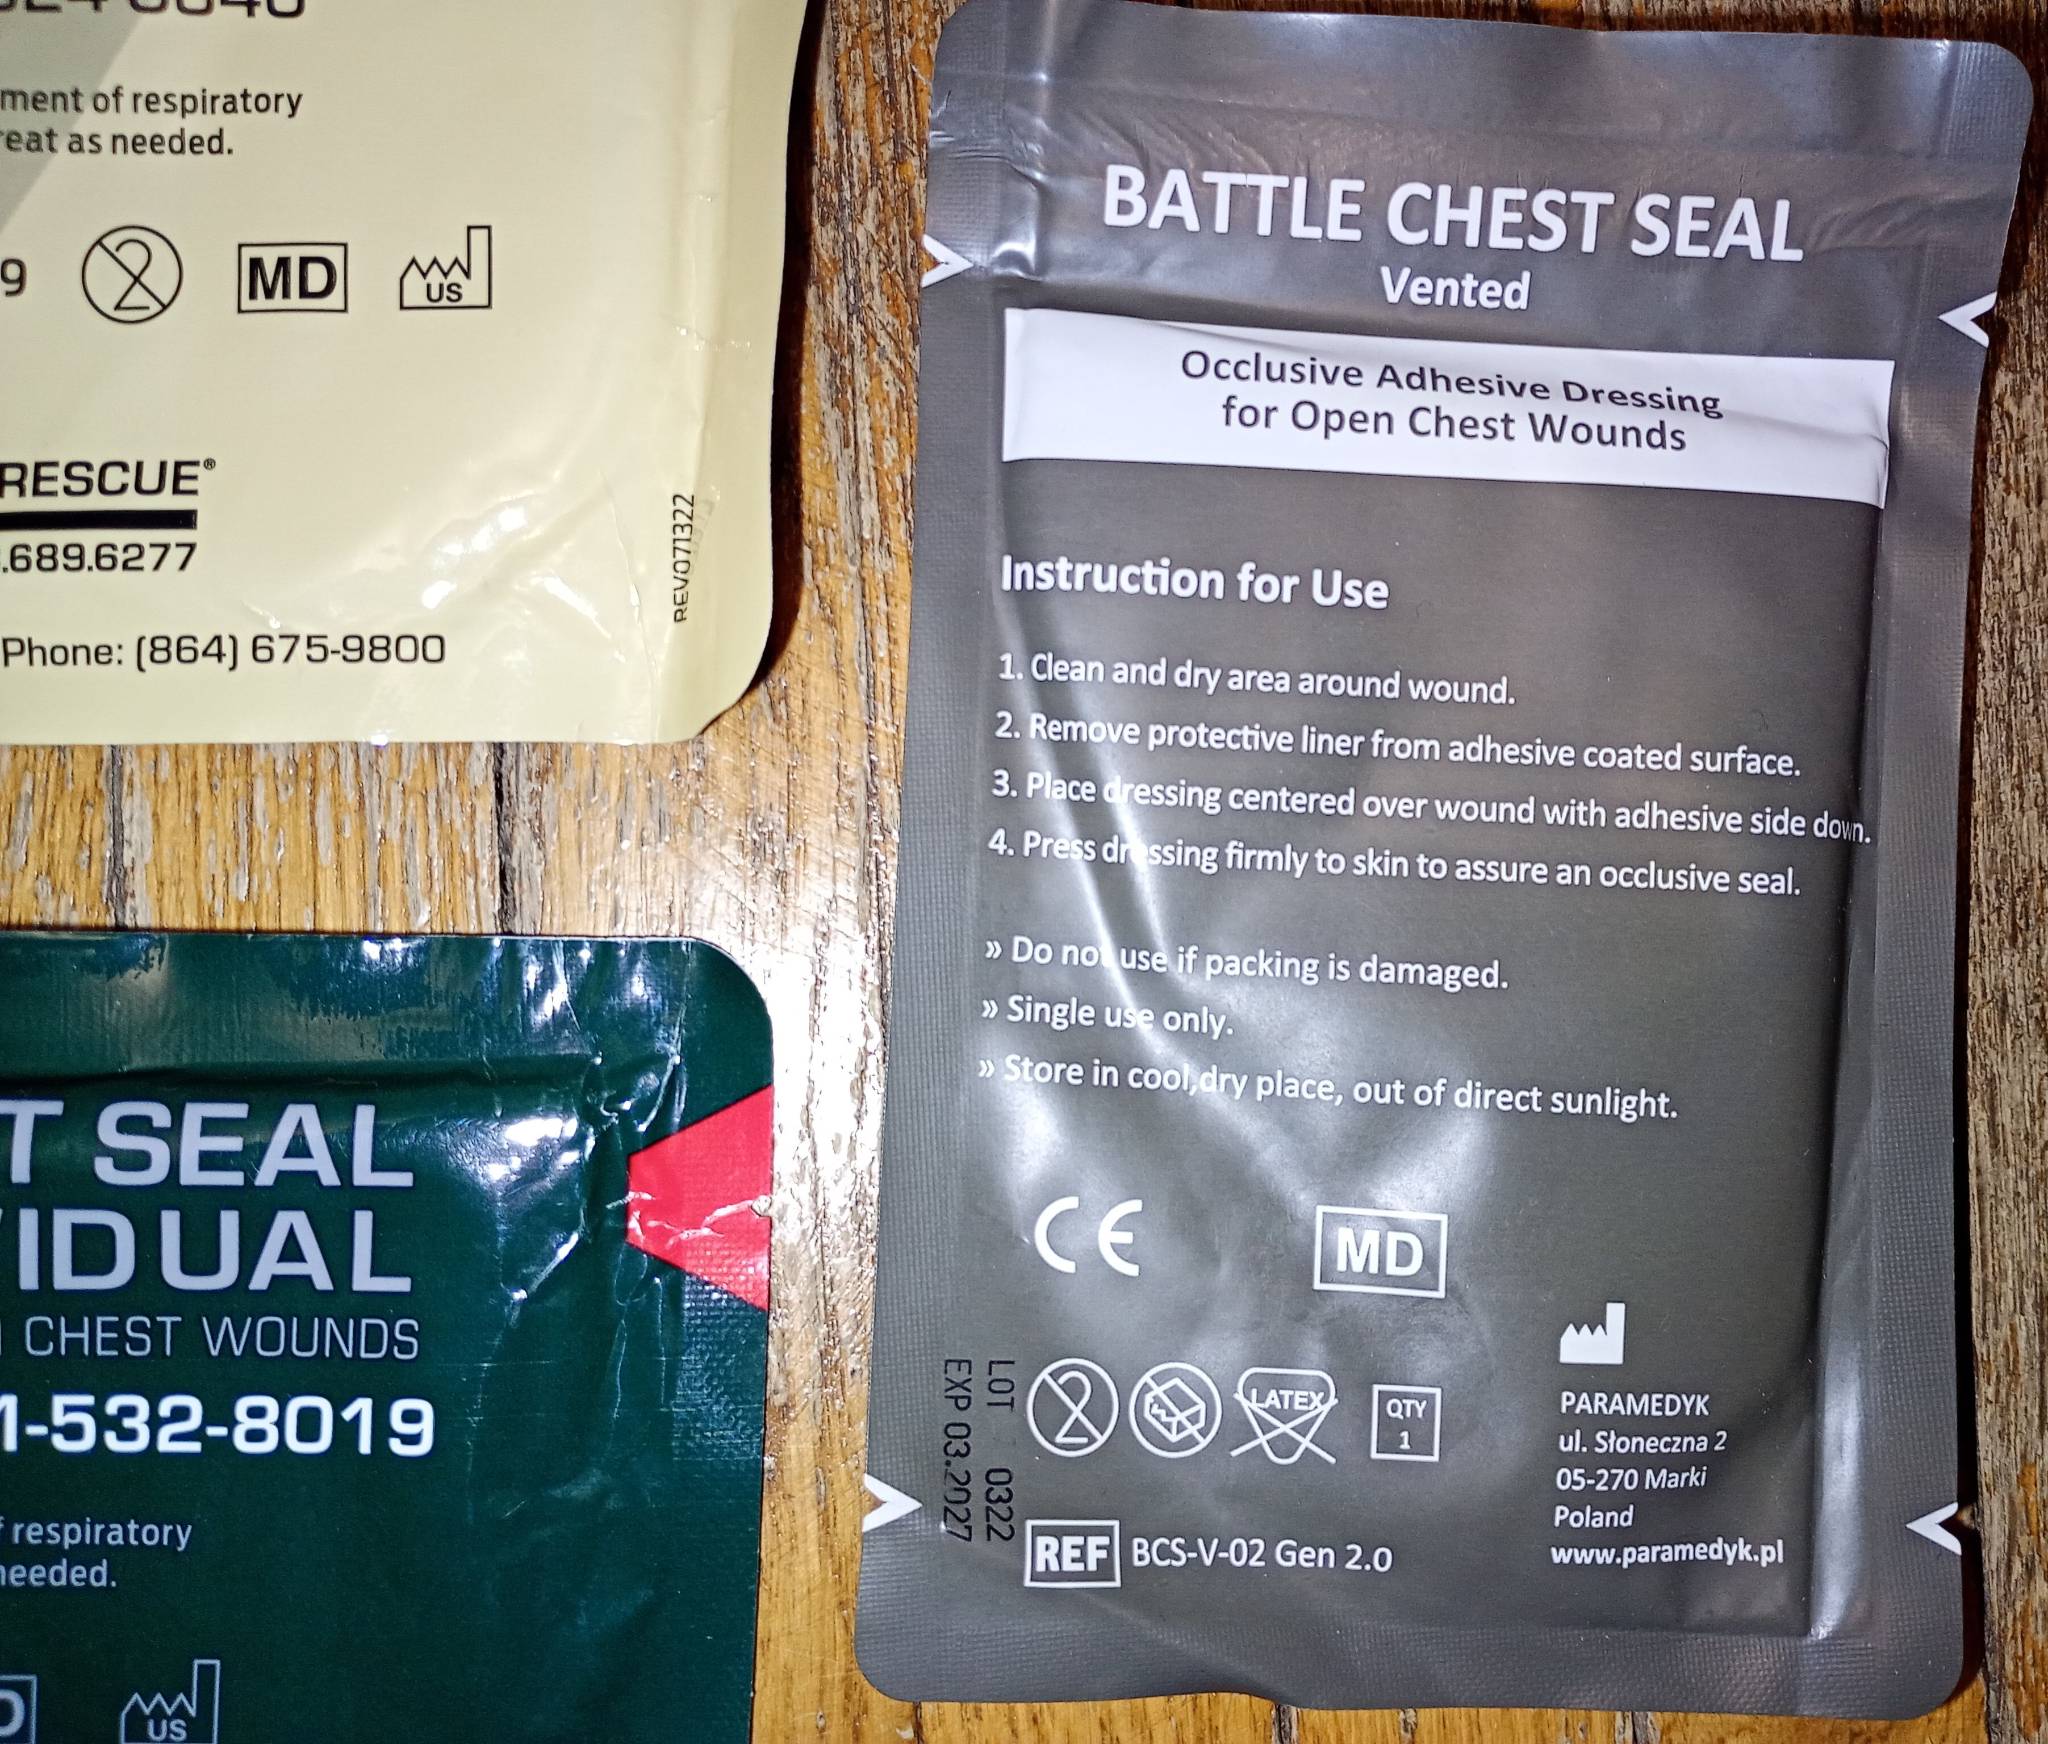 ment of respiratory
reat as needed.
9
2
MD
US
RESCUE®
.689.6277
REV071322
Phone: (864) 675-9800
T SEAL
IDUAL
CHEST WOUNDS
1-532-8019
respiratory
needed.
US
BATTLE CHEST SEAL
Vented
Occlusive Adhesive Dressing
for Open Chest Wounds
Instruction for Use
1. Clean and dry area around wound.
2. Remove protective liner from adhesive coated surface.
3. Place dressing centered over wound with adhesive side down.
4. Press dressing firmly to skin to assure an occlusive seal.
» Do not use if packing is damaged.
» Single use only.
» Store in cool,dry place, out of direct sunlight.
CE
MD
LOT 0322
EXP 03.2027
2
LATEX
QTY
1
REF BCS-V-02 Gen 2.0
PARAMEDYK
ul. Słoneczna 2
05-270 Marki
Poland
www.paramedyk.pl